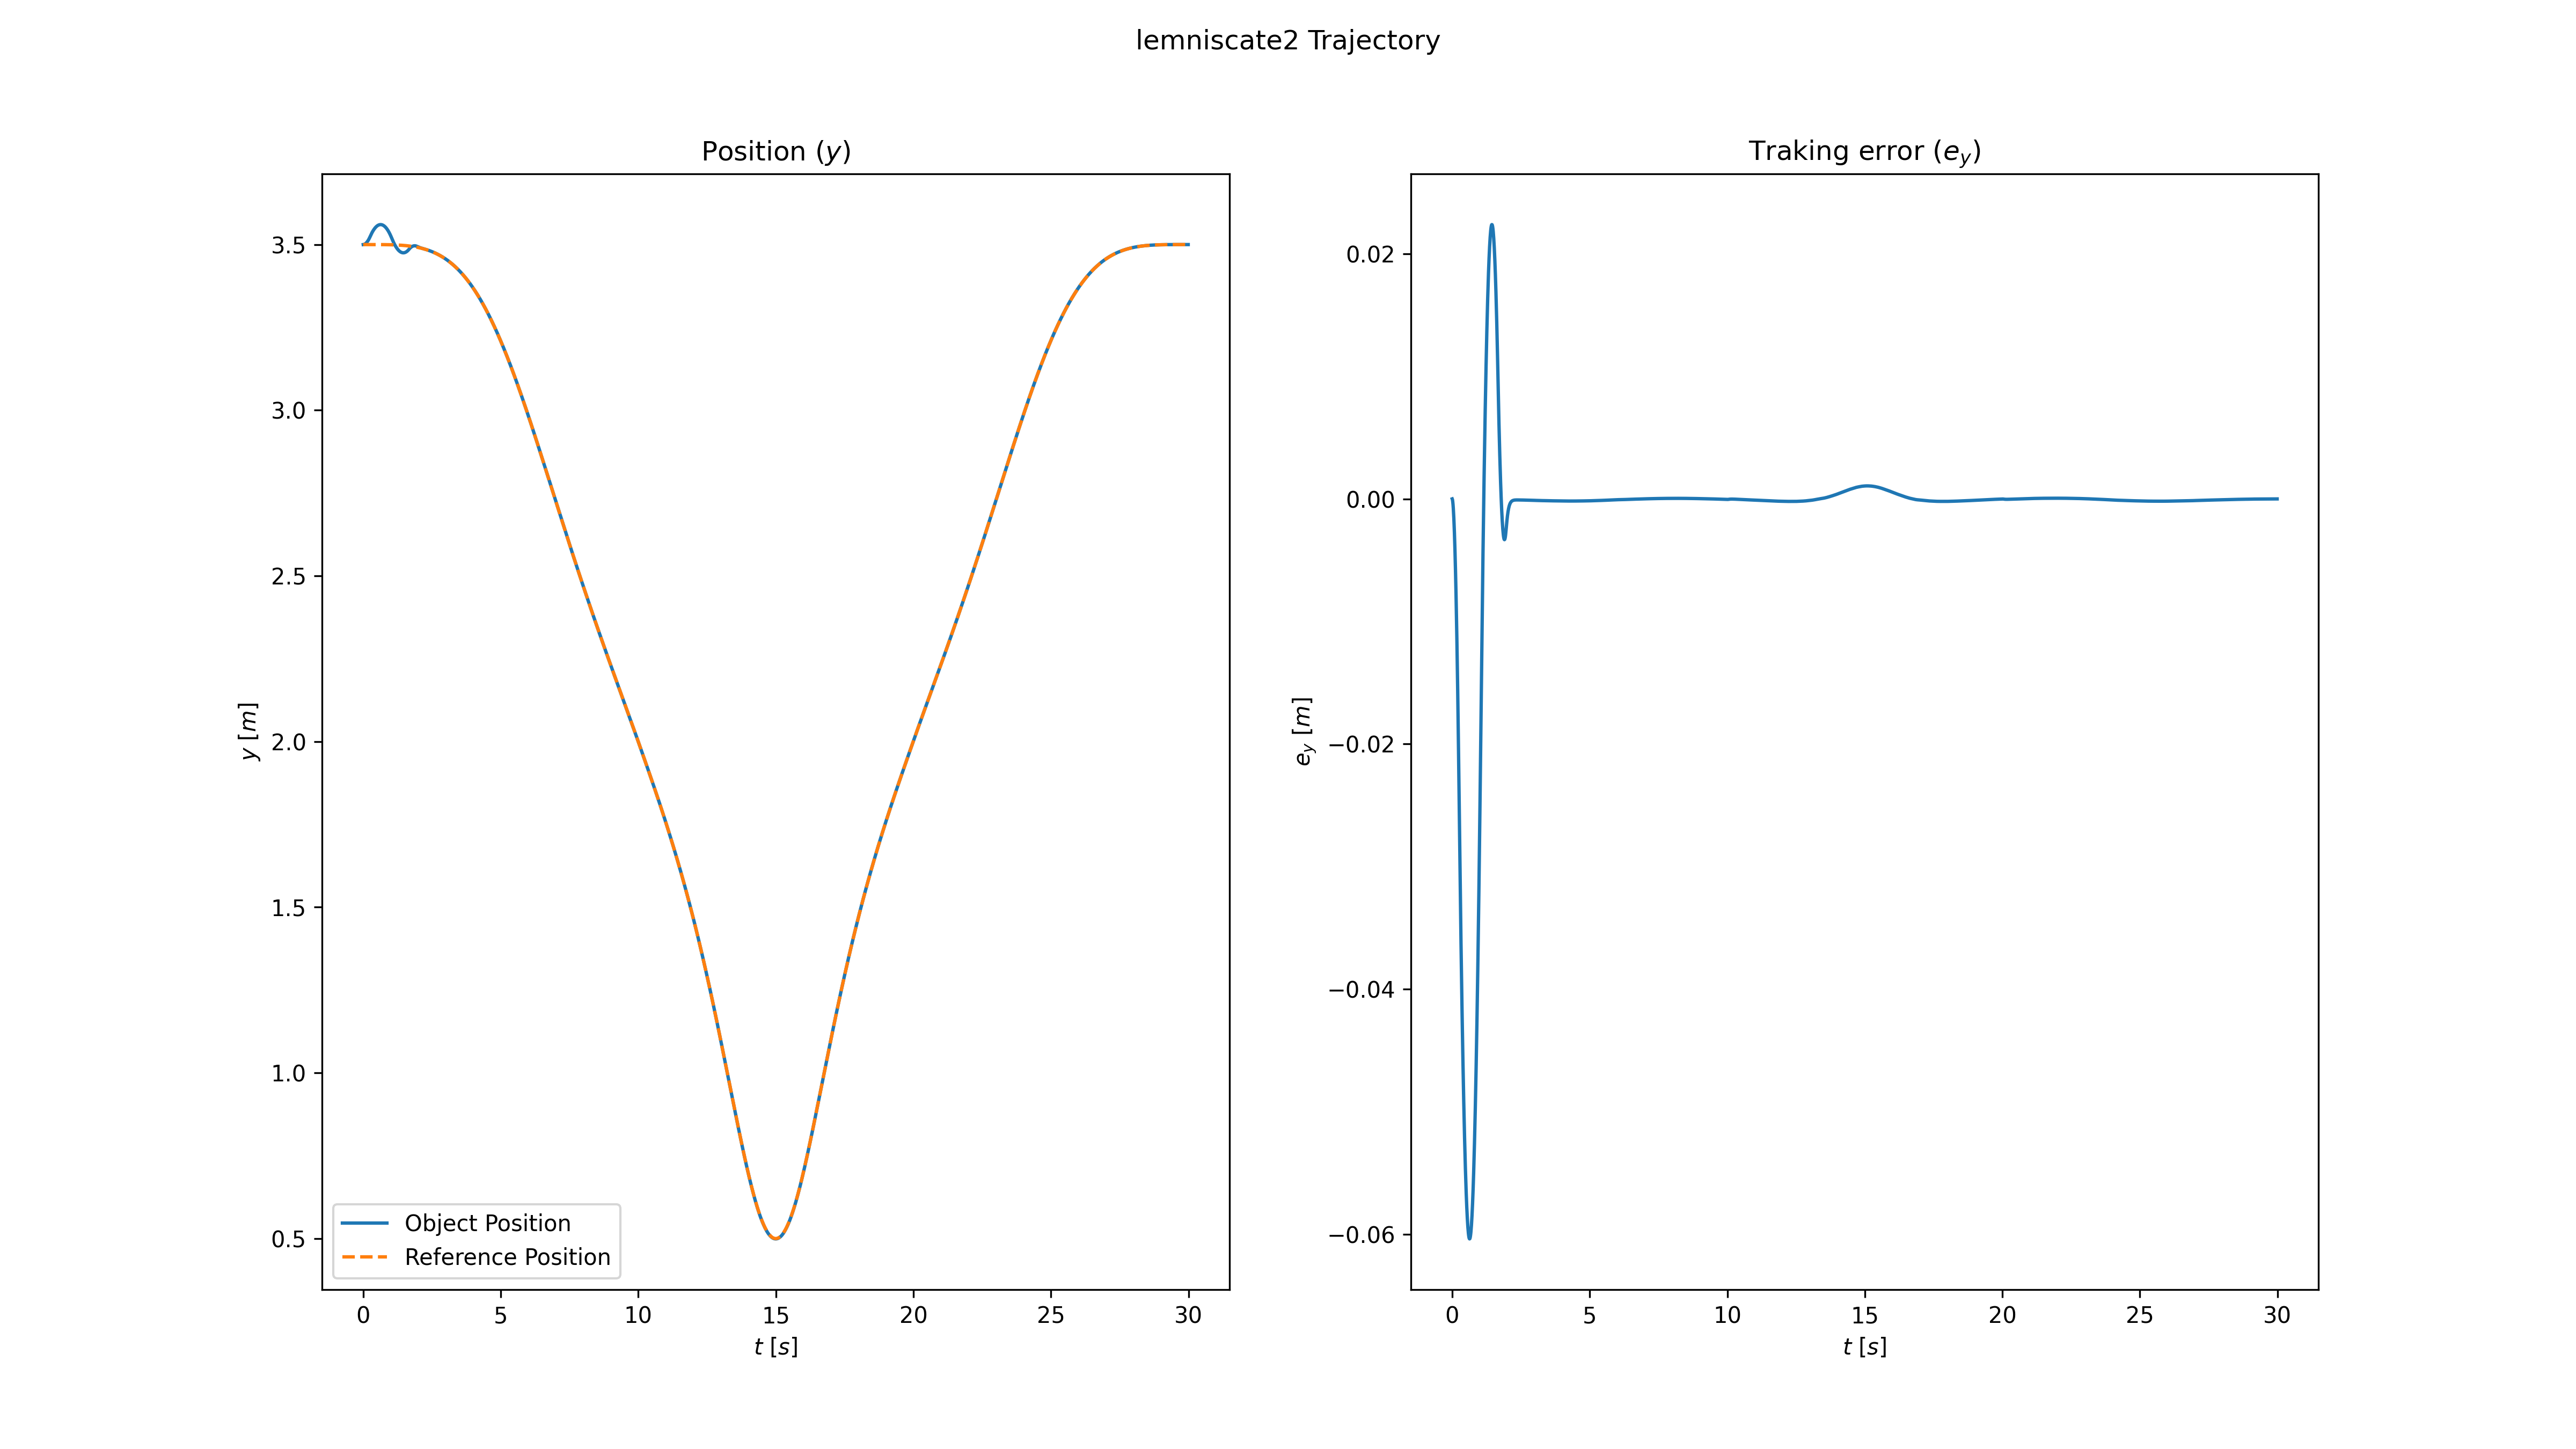 lemniscate2 Trajectory
Position (y)
3.5
3.0
2.5
2.0
1.5
1.0
0.5
y [m]
Object Position
Reference Position
0 5 10 15 20 25 30
t [s]
Traking error (e_y)
0.02
0.00
−0.02
−0.04
−0.06
e_y [m]
0 5 10 15 20 25 30
t [s]